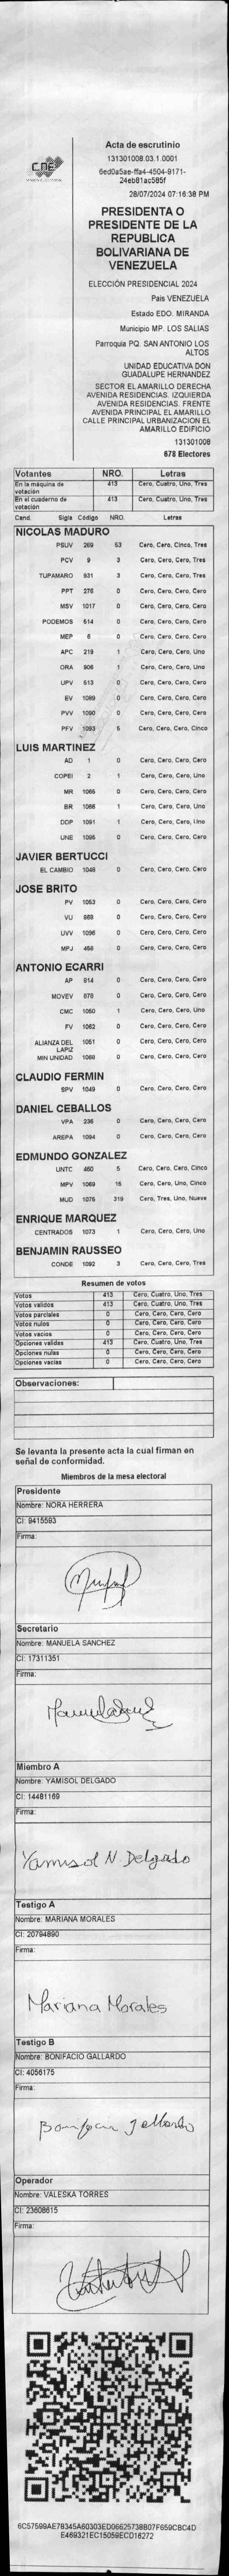 CNE
Acta de escrutinio
131301008.03.1.0001
6ed0a5ae-ffa4-4504-9171-
24eb81ac585f
28/07/2024 07:16:38 PM
PRESIDENTA O
PRESIDENTE DE LA
REPUBLICA
BOLIVARIANA DE
VENEZUELA
ELECCIÓN PRESIDENCIAL 2024
Pais VENEZUELA
Estado EDO. MIRANDA
Municipio MP. LOS SALIAS
Parroquia PQ. SAN ANTONIO LOS
ALTOS
UNIDAD EDUCATIVA DON
GUADALUPE HERNANDEZ
SECTOR EL AMARILLO DERECHA
AVENIDA RESIDENCIAS. IZQUIERDA
AVENIDA RESIDENCIAS. FRENTE
AVENIDA PRINCIPAL EL AMARILLO
CALLE PRINCIPAL URBANIZACION EL
AMARILLO EDIFICIO
131301008
678 Electores
Votantes NRO. Letras
En la máquina de votación 413 Cero, Cuatro, Uno, Tres
En el cuaderno de votación 413 Cero, Cuatro, Uno, Tres
Cand. Sigla Código NRO. Letras
NICOLAS MADURO
PSUV 269 53 Cero, Cero, Cinco, Tres
PCV 9 3 Cero, Cero, Cero, Tres
TUPAMARO 931 3 Cero, Cero, Cero, Tres
PPT 276 0 Cero, Cero, Cero, Cero
MSV 1017 0 Cero, Cero, Cero, Cero
PODEMOS 514 0 Cero, Cero, Cero, Cero
MEP 6 0 Cero, Cero, Cero, Cero
APC 219 1 Cero, Cero, Cero, Uno
ORA 906 1 Cero, Cero, Cero, Uno
UPV 513 0 Cero, Cero, Cero, Cero
EV 1089 0 Cero, Cero, Cero, Cero
PVV 1090 0 Cero, Cero, Cero, Cero
PFV 1093 5 Cero, Cero, Cero, Cinco
LUIS MARTINEZ
AD 1 0 Cero, Cero, Cero, Cero
COPEI 2 1 Cero, Cero, Cero, Uno
MR 1065 0 Cero, Cero, Cero, Cero
BR 1066 1 Cero, Cero, Cero, Uno
DDP 1091 1 Cero, Cero, Cero, Uno
UNE 1095 0 Cero, Cero, Cero, Cero
JAVIER BERTUCCI
EL CAMBIO 1048 0 Cero, Cero, Cero, Cero
JOSE BRITO
PV 1053 0 Cero, Cero, Cero, Cero
VU 988 0 Cero, Cero, Cero, Cero
UVV 1096 0 Cero, Cero, Cero, Cero
MPJ 468 0 Cero, Cero, Cero, Cero
ANTONIO ECARRI
AP 814 0 Cero, Cero, Cero, Cero
MOVEV 878 0 Cero, Cero, Cero, Cero
CMC 1050 1 Cero, Cero, Cero, Uno
FV 1062 0 Cero, Cero, Cero, Cero
ALIANZA DEL LAPIZ 1051 0 Cero, Cero, Cero, Cero
MIN UNIDAD 1068 0 Cero, Cero, Cero, Cero
CLAUDIO FERMIN
SPV 1049 0 Cero, Cero, Cero, Cero
DANIEL CEBALLOS
VPA 236 0 Cero, Cero, Cero, Cero
AREPA 1094 0 Cero, Cero, Cero, Cero
EDMUNDO GONZALEZ
UNTC 460 5 Cero, Cero, Cero, Cinco
MPV 1069 15 Cero, Cero, Uno, Cinco
MUD 1076 319 Cero, Tres, Uno, Nueve
ENRIQUE MARQUEZ
CENTRADOS 1073 1 Cero, Cero, Cero, Uno
BENJAMIN RAUSSEO
CONDE 1092 3 Cero, Cero, Cero, Tres
Resumen de votos
Votos 413 Cero, Cuatro, Uno, Tres
Votos validos 413 Cero, Cuatro, Uno, Tres
Votos parciales 0 Cero, Cero, Cero, Cero
Votos nulos 0 Cero, Cero, Cero, Cero
Votos vacios 0 Cero, Cero, Cero, Cero
Opciones validas 413 Cero, Cuatro, Uno, Tres
Opciones nulas 0 Cero, Cero, Cero, Cero
Opciones vacias 0 Cero, Cero, Cero, Cero
Observaciones:
Se levanta la presente acta la cual firman en
señal de conformidad.
Miembros de la mesa electoral
Presidente
Nombre: NORA HERRERA
CI: 9415593
Firma:
Secretario
Nombre: MANUELA SANCHEZ
CI: 17311351
Firma:
Miembro A
Nombre: YAMISOL DELGADO
CI: 14481169
Firma:
Yamisol N. Delgado
Testigo A
Nombre: MARIANA MORALES
CI: 20794890
Firma:
Mariana Morales
Testigo B
Nombre: BONIFACIO GALLARDO
CI: 4056175
Firma:
Operador
Nombre: VALESKA TORRES
CI: 23608615
Firma:
6C57599AE78345A60303ED06625738B07F659CBC4D
E469321EC15059ECD16272